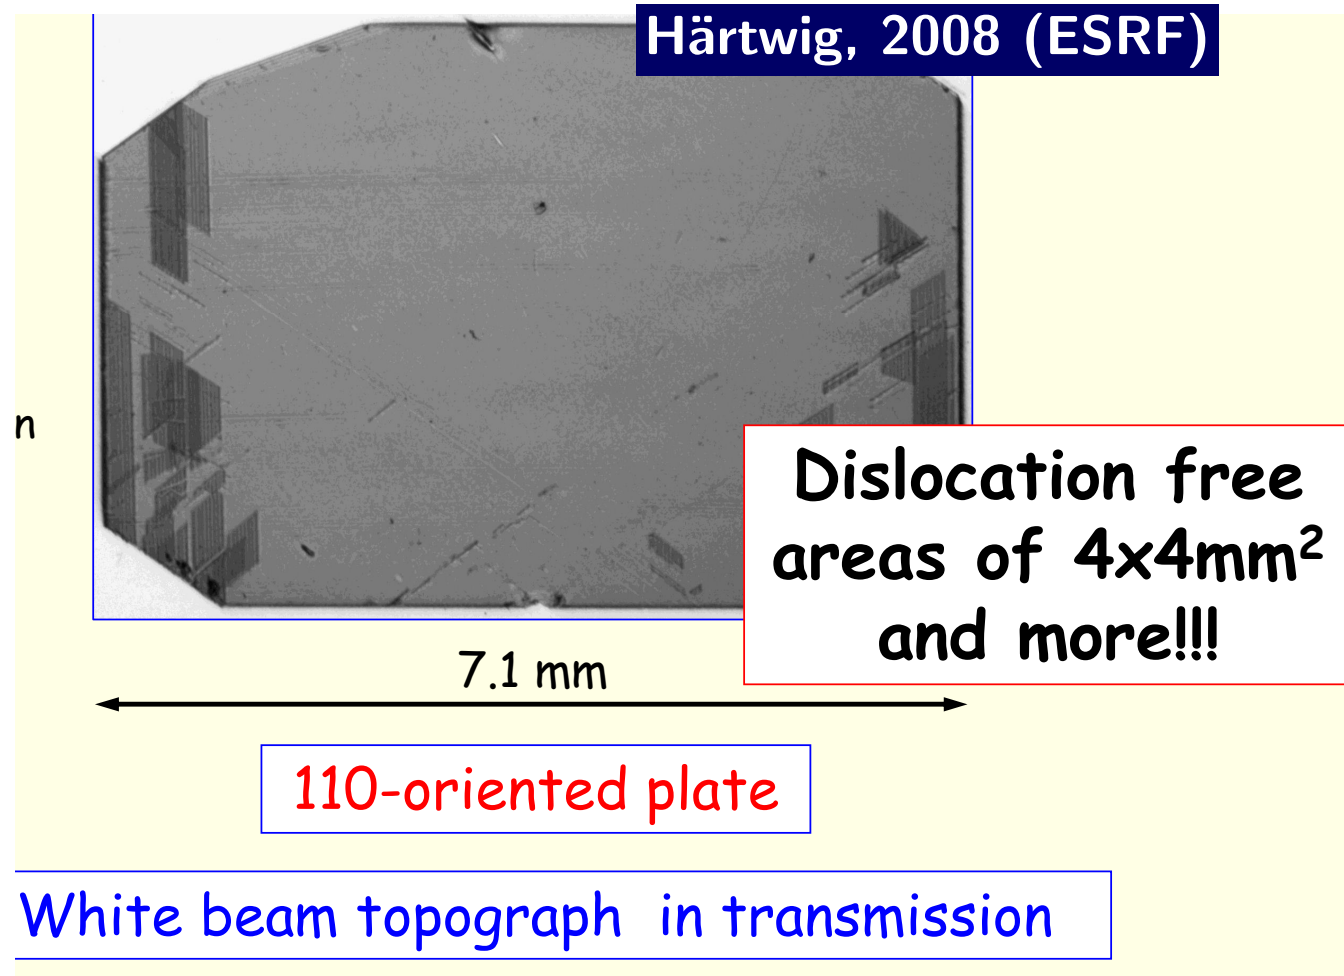 Härtwig, 2008 (ESRF)
n
Dislocation free
areas of 4x4mm²
and more!!!
7.1 mm
110-oriented plate
White beam topograph in transmission